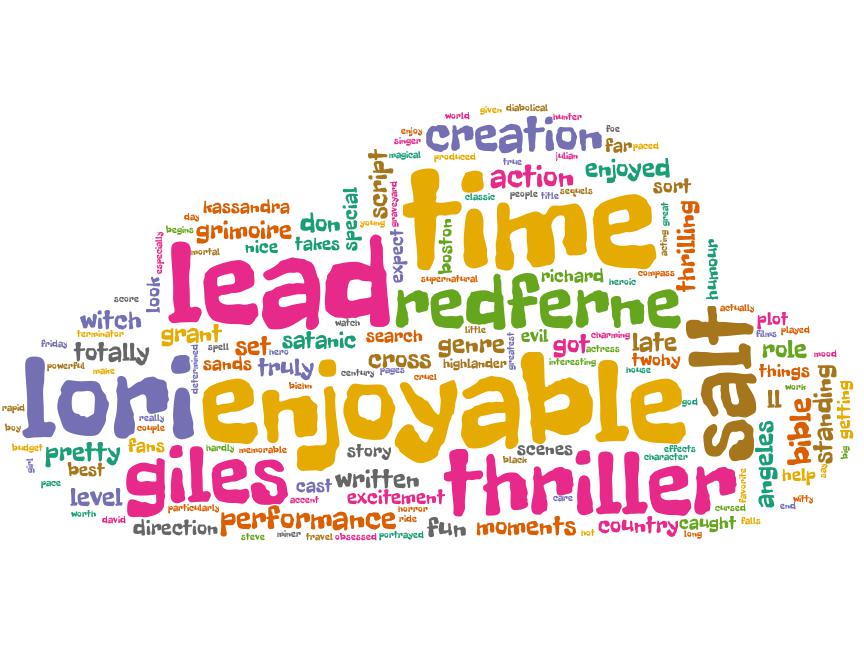 world given diabolical hunter
enjoy creation foe
singer far paced
magical produced true julian
script action enjoyed
graveyard classic people title sequels sort
kassandra special young time
day grimoire don great
begins nice takes acting thrilling
mortal expect boston humour
especially lead supernatural richard heroic compass
look redferne
score witch watch little actually
terminator grant search charming plot
friday set satanic genre evil got late films played
totally hero cross greatest actress salt role mood
powerful sands truly highlander interesting twohy
make determined spell century pages house things
biehn cruel work
rapid lori enjoyable god ll
boy really standing getting
couple bible
budget pretty fans hardly memorable story scenes effects
girl best black character angeles say big
giles thriller favorite help
pace level cast written care
particularly accent excitement cursed end witty
worth david horror
direction performance ride fun moments not country caught falls
steve miner travel obsessed portrayed long